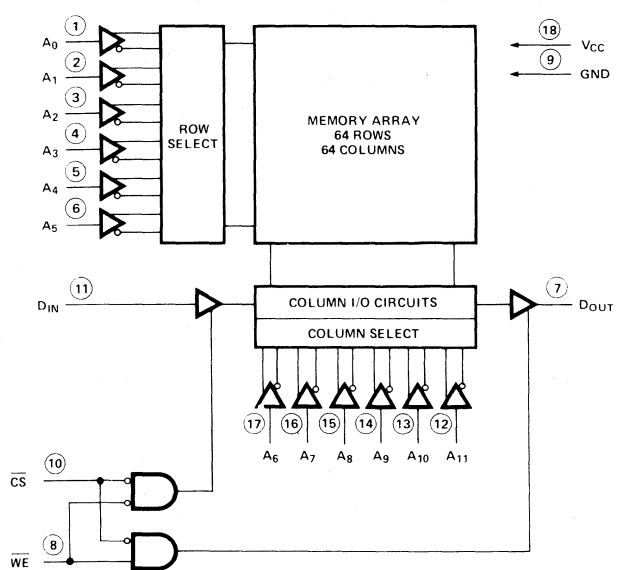 1
A0
2
A1
3
A2
4
A3
5
A4
6
A5
ROW
SELECT
MEMORY ARRAY
64 ROWS
64 COLUMNS
18
VCC
9
GND
11
DIN
COLUMN I/O CIRCUITS
COLUMN SELECT
7
DOUT
17 16 15 14 13 12
A6 A7 A8 A9 A10 A11
10
CS
8
WE